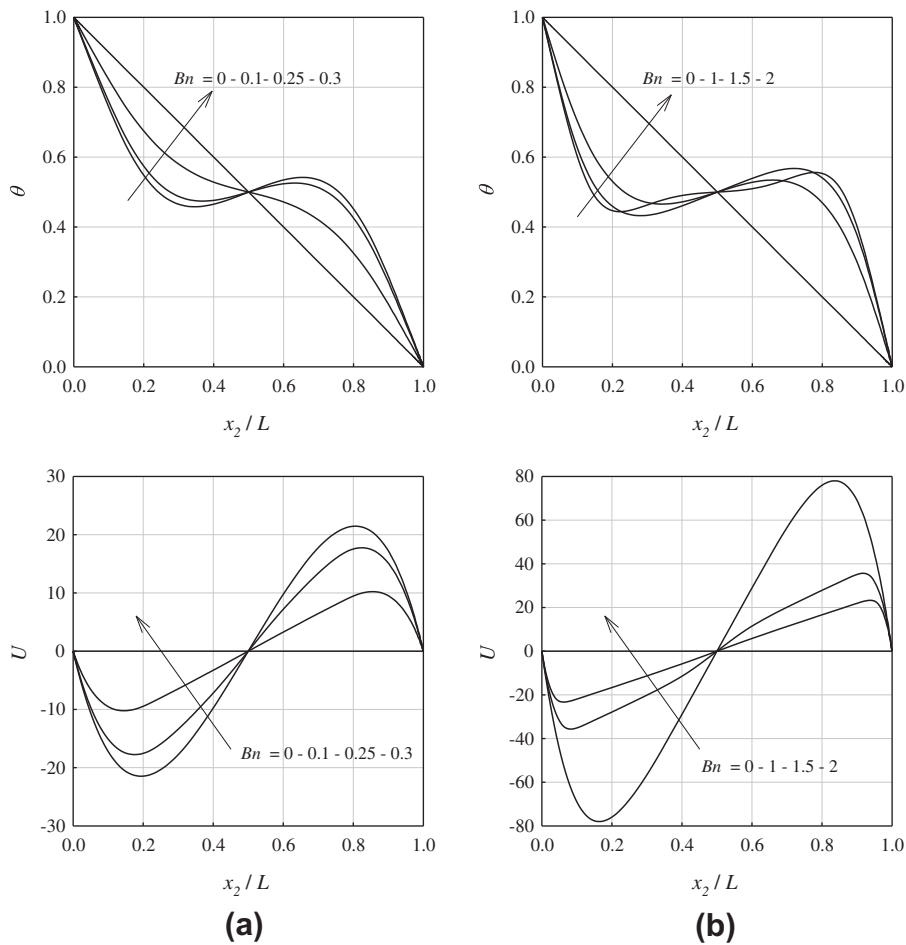 1.0
0.8
0.6
0.4
0.2
0.0
θ
Bn = 0 - 0.1- 0.25 - 0.3
0.0 0.2 0.4 0.6 0.8 1.0
x2 / L
1.0
0.8
0.6
0.4
0.2
0.0
θ
Bn = 0 - 1- 1.5 - 2
0.0 0.2 0.4 0.6 0.8 1.0
x2 / L
30
20
10
0
-10
-20
-30
U
Bn = 0 - 0.1 - 0.25 - 0.3
0.0 0.2 0.4 0.6 0.8 1.0
x2 / L
(a)
80
60
40
20
0
-20
-40
-60
-80
U
Bn = 0 - 1 - 1.5 - 2
0.0 0.2 0.4 0.6 0.8 1.0
x2 / L
(b)